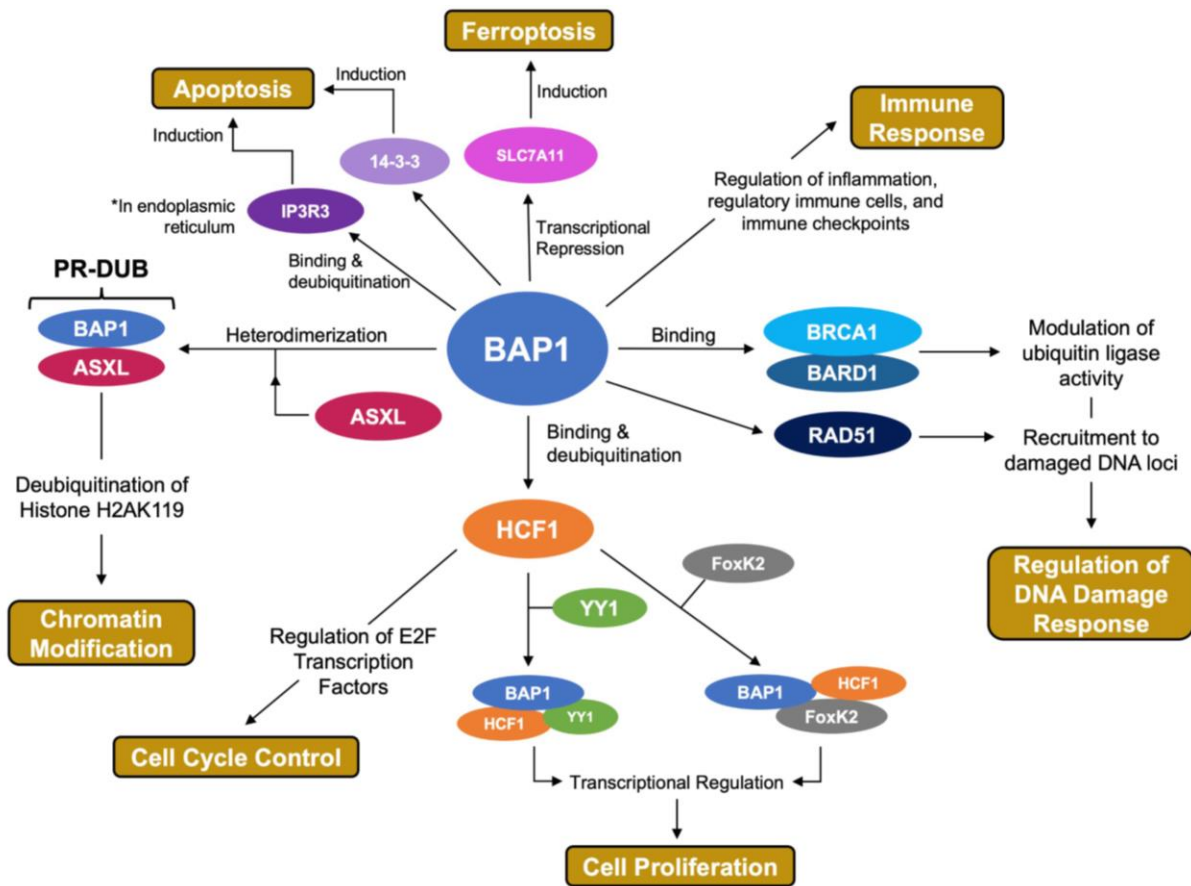 Ferroptosis
Induction
Apoptosis
Induction
Induction
Immune
Response
14-3-3
SLC7A11
*In endoplasmic
reticulum
IP3R3
Regulation of inflammation,
regulatory immune cells, and
immune checkpoints
Transcriptional
Repression
Binding &
deubiquitination
PR-DUB
BAP1
ASXL
Heterodimerization
ASXL
BAP1
Binding
BRCA1
BARD1
Modulation of
ubiquitin ligase
activity
RAD51
Recruitment to
damaged DNA loci
Binding &
deubiquitination
Deubiquitination of
Histone H2AK119
HCF1
FoxK2
YY1
Regulation of
DNA Damage
Response
Chromatin
Modification
Regulation of E2F
Transcription
Factors
BAP1
HCF1
YY1
BAP1
HCF1
FoxK2
Cell Cycle Control
Transcriptional Regulation
Cell Proliferation